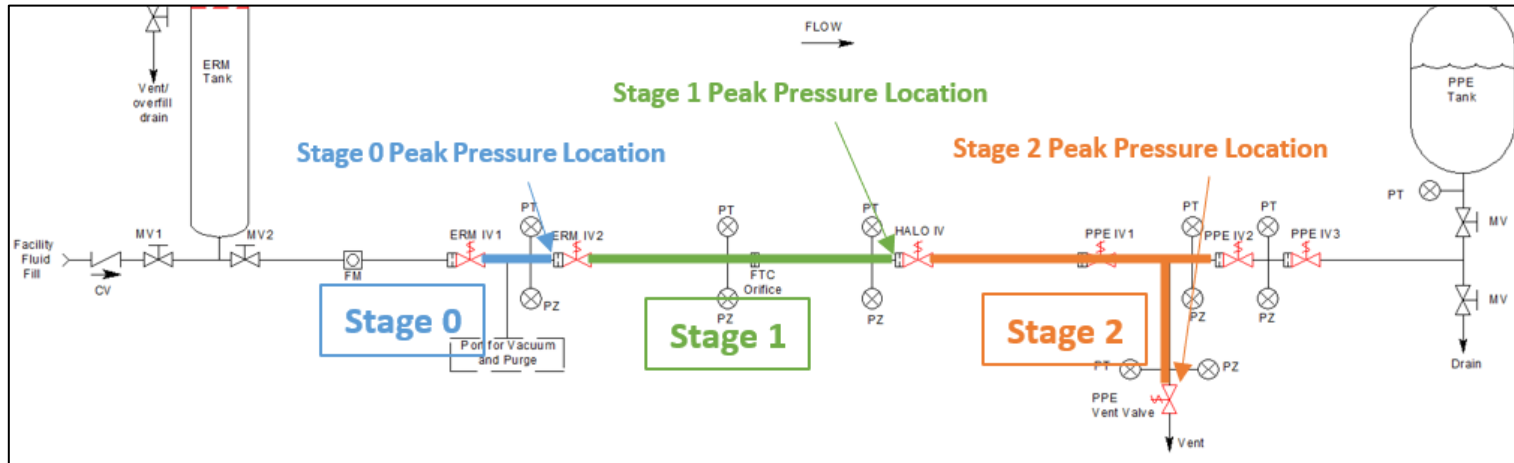 FLOW
ERM
Tank
PPE
Tank
Vent/
overfill
drain
Stage 1 Peak Pressure Location
Stage 0 Peak Pressure Location
Stage 2 Peak Pressure Location
PT
PT
PT
PT
PT
PT
MV
MV1
MV2
ERM IV1
ERM IV2
HALO IV
PPE IV1
PPE IV2
PPE IV3
Facility
Fluid
Fill
CV
FM
FTC
Orifice
PZ
PZ
PZ
PZ
PZ
MV
Stage 0
Stage 1
Stage 2
Port for Vacuum
and Purge
PT
PZ
Drain
PPE
Vent Valve
Vent